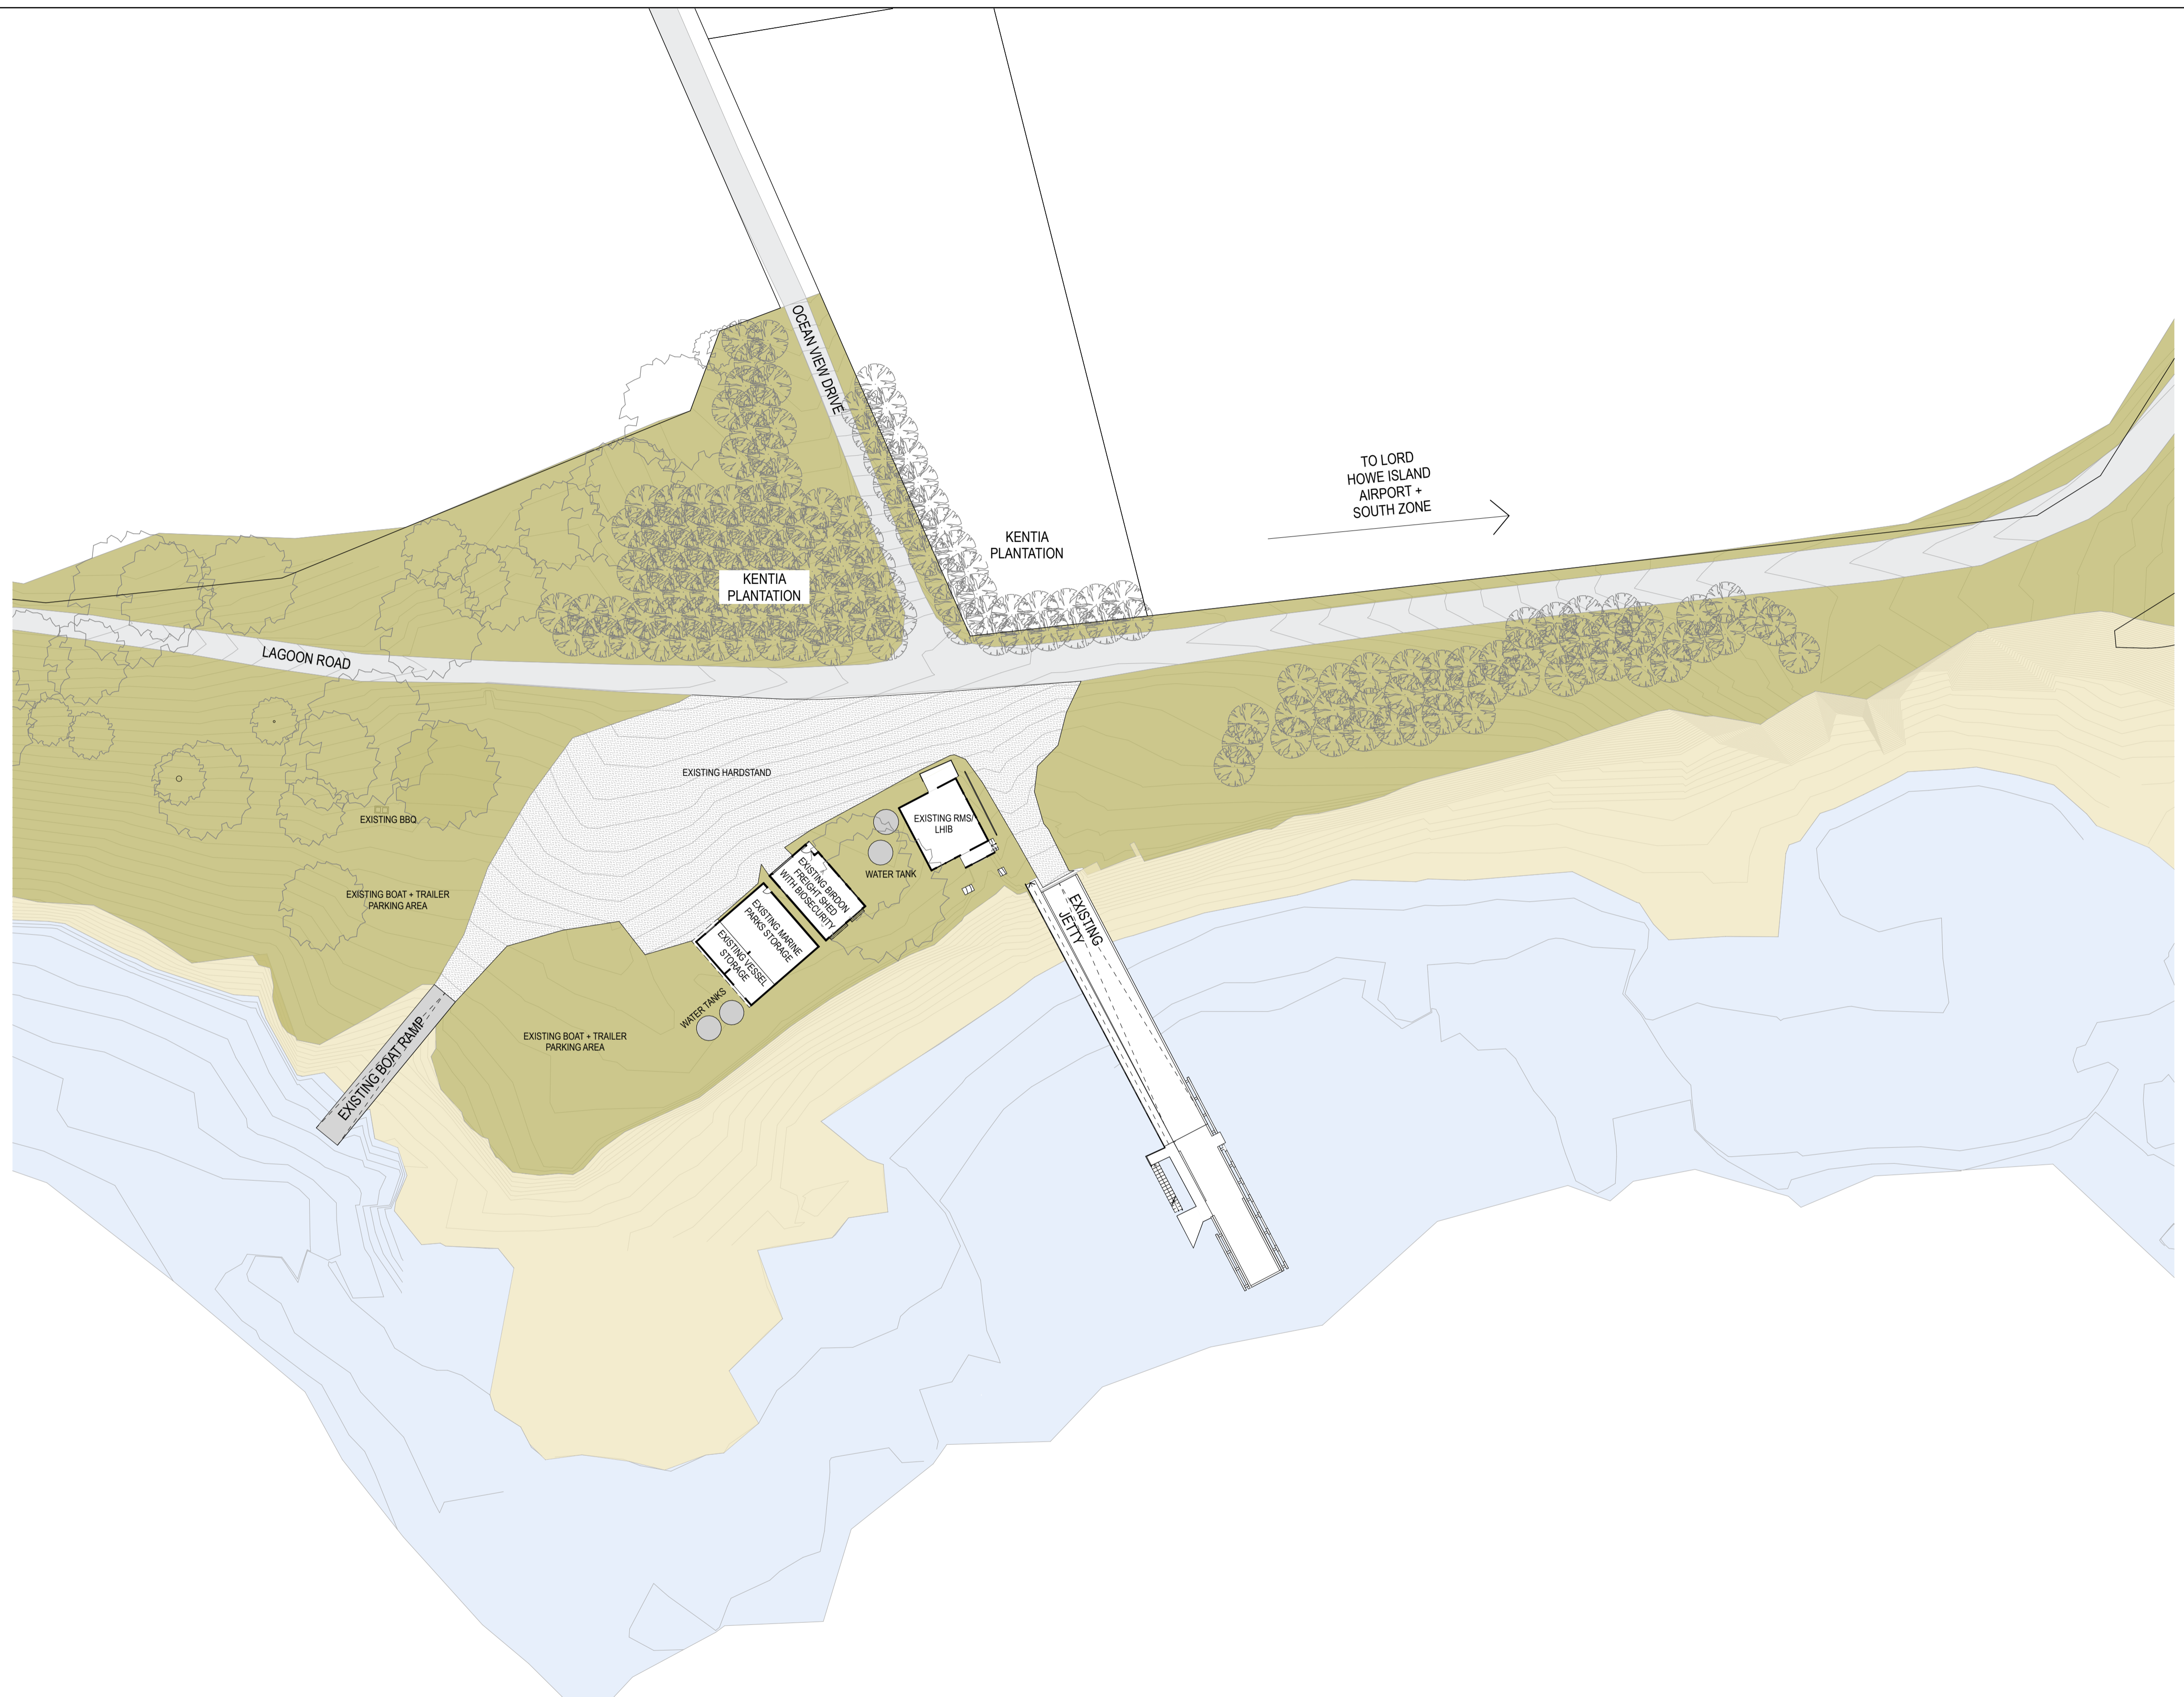 OCEAN VIEW DRIVE
TO LORD
HOWE ISLAND
AIRPORT +
SOUTH ZONE
KENTIA
PLANTATION
KENTIA
PLANTATION
LAGOON ROAD
EXISTING HARDSTAND
EXISTING BBQ
EXISTING RMS/
LHIB
WATER TANK
EXISTING BIRDON
FREIGHT SHED
WITH BIOSECURITY
EXISTING BOAT + TRAILER
PARKING AREA
EXISTING MARINE
PARKS STORAGE
EXISTING VESSEL
STORAGE
EXISTING
JETTY
WATER TANKS
EXISTING BOAT + TRAILER
PARKING AREA
EXISTING BOAT RAMP